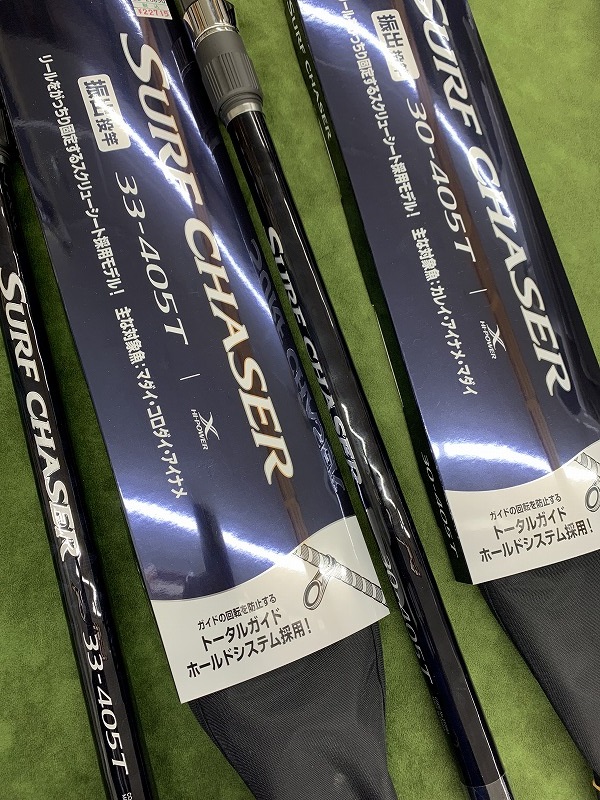 ¥22715
SURF CHASER
振出投竿
33-405T
HI-POWER X
リールをがっちり固定するスクリューシート採用モデル!
主な対象魚:マダイ・コロダイ・アイナメ
ガイドの回転を防止する
トータルガイド
ホールドシステム採用!
SURF CHASER
33-405T
SURF CHASER
30-405T
SURF CHASER
SURF CHASER
振出投竿
30-405T
HI-POWER X
リールをがっちり固定するスクリューシート採用モデル!
主な対象魚:カレイ・アイナメ・マダイ
30-405T
ガイドの回転を防止する
トータルガイド
ホールドシステム採用!